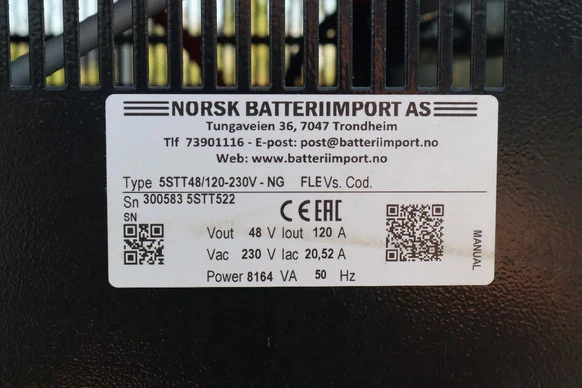 NORSK BATTERIIMPORT AS
Tungaveien 36, 7047 Trondheim
Tlf 73901116 - E-post: post@batteriimport.no
Web: www.batteriimport.no
Type 5STT48/120-230V - NG FLEVs. Cod.
Sn 300583 5STT522
SN
CE EAC
Vout 48 V Iout 120 A
Vac 230 V Iac 20,52 A
Power 8164 VA 50 Hz
MANUAL